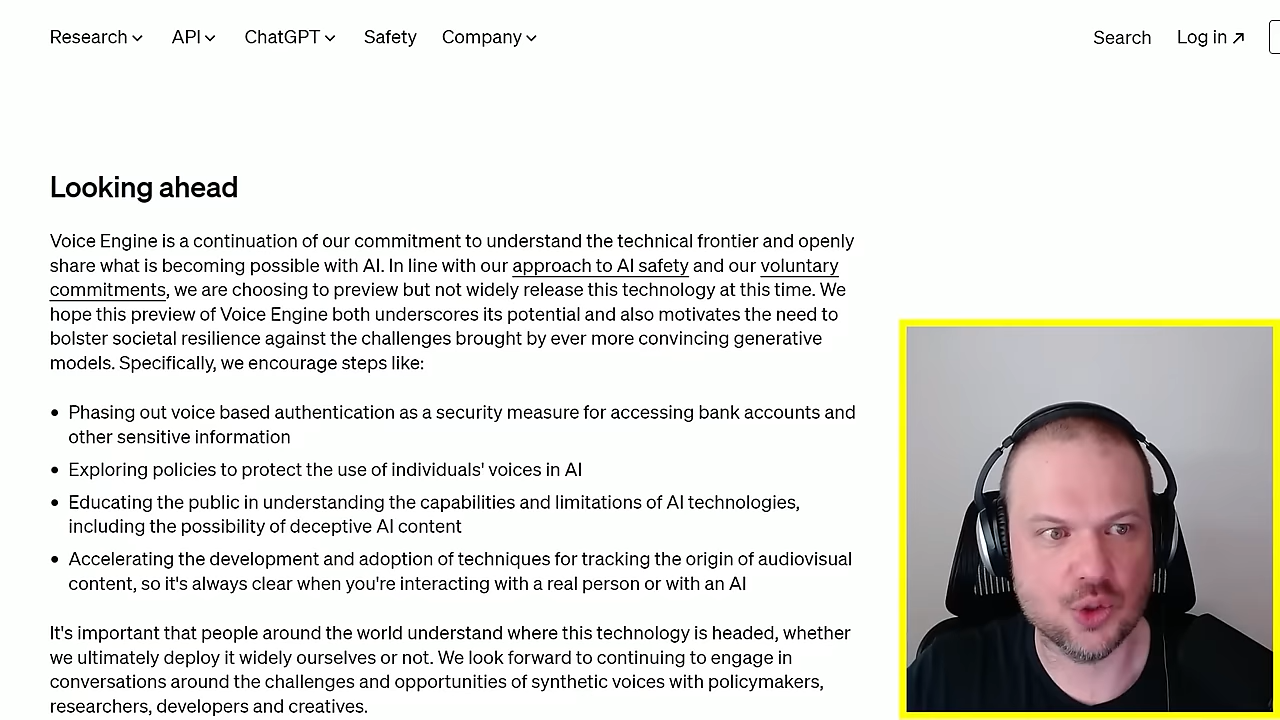 Research API ChatGPT Safety Company Search Log in
Looking ahead
Voice Engine is a continuation of our commitment to understand the technical frontier and openly
share what is becoming possible with AI. In line with our approach to AI safety and our voluntary
commitments, we are choosing to preview but not widely release this technology at this time. We
hope this preview of Voice Engine both underscores its potential and also motivates the need to
bolster societal resilience against the challenges brought by ever more convincing generative
models. Specifically, we encourage steps like:
• Phasing out voice based authentication as a security measure for accessing bank accounts and
other sensitive information
• Exploring policies to protect the use of individuals' voices in AI
• Educating the public in understanding the capabilities and limitations of AI technologies,
including the possibility of deceptive AI content
• Accelerating the development and adoption of techniques for tracking the origin of audiovisual
content, so it's always clear when you're interacting with a real person or with an AI
It's important that people around the world understand where this technology is headed, whether
we ultimately deploy it widely ourselves or not. We look forward to continuing to engage in
conversations around the challenges and opportunities of synthetic voices with policymakers,
researchers, developers and creatives.